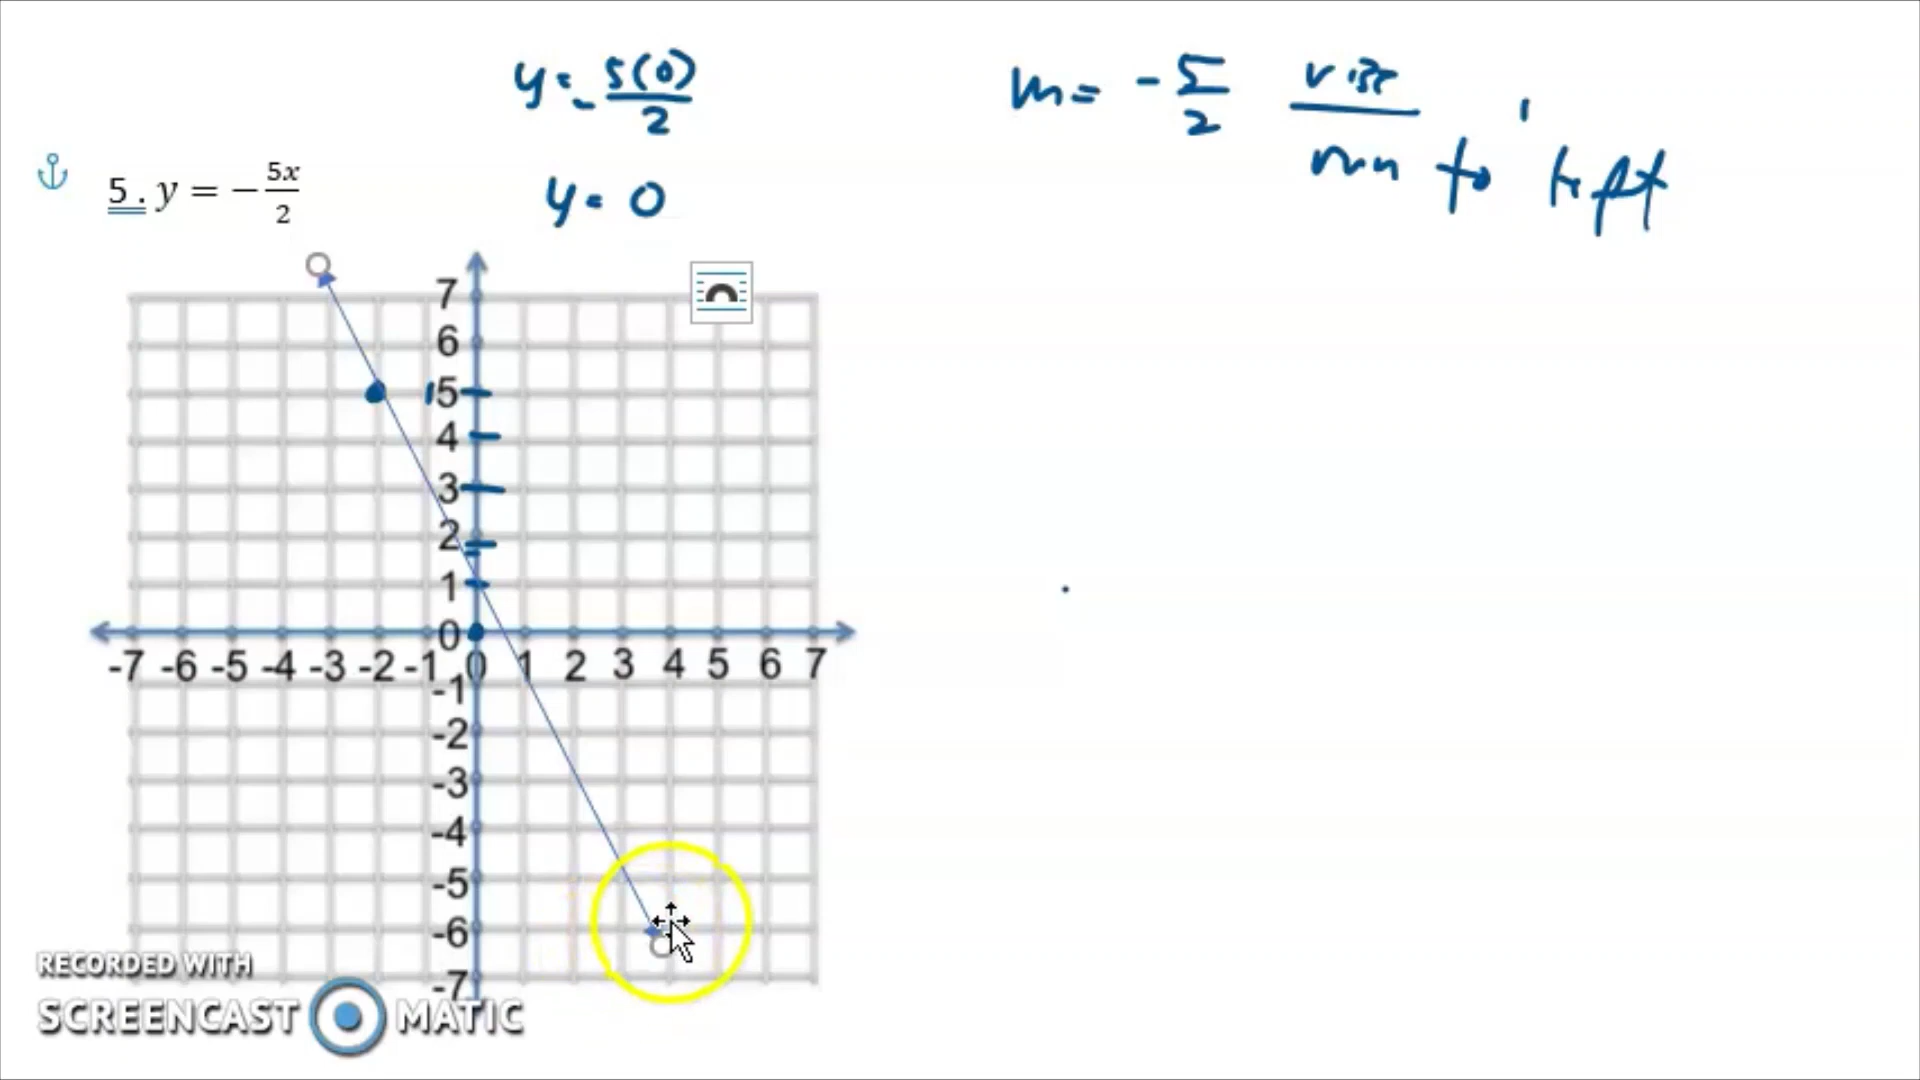 y = - 5(0)/2
m = - 5/2 rise/run to left
5 . y = − 5x/2
y = 0
7
6
5
4
3
2
1
0
-7 -6 -5 -4 -3 -2 -1 0 1 2 3 4 5 6 7
-1
-2
-3
-4
-5
-6
-7
RECORDED WITH
SCREENCAST MATIC